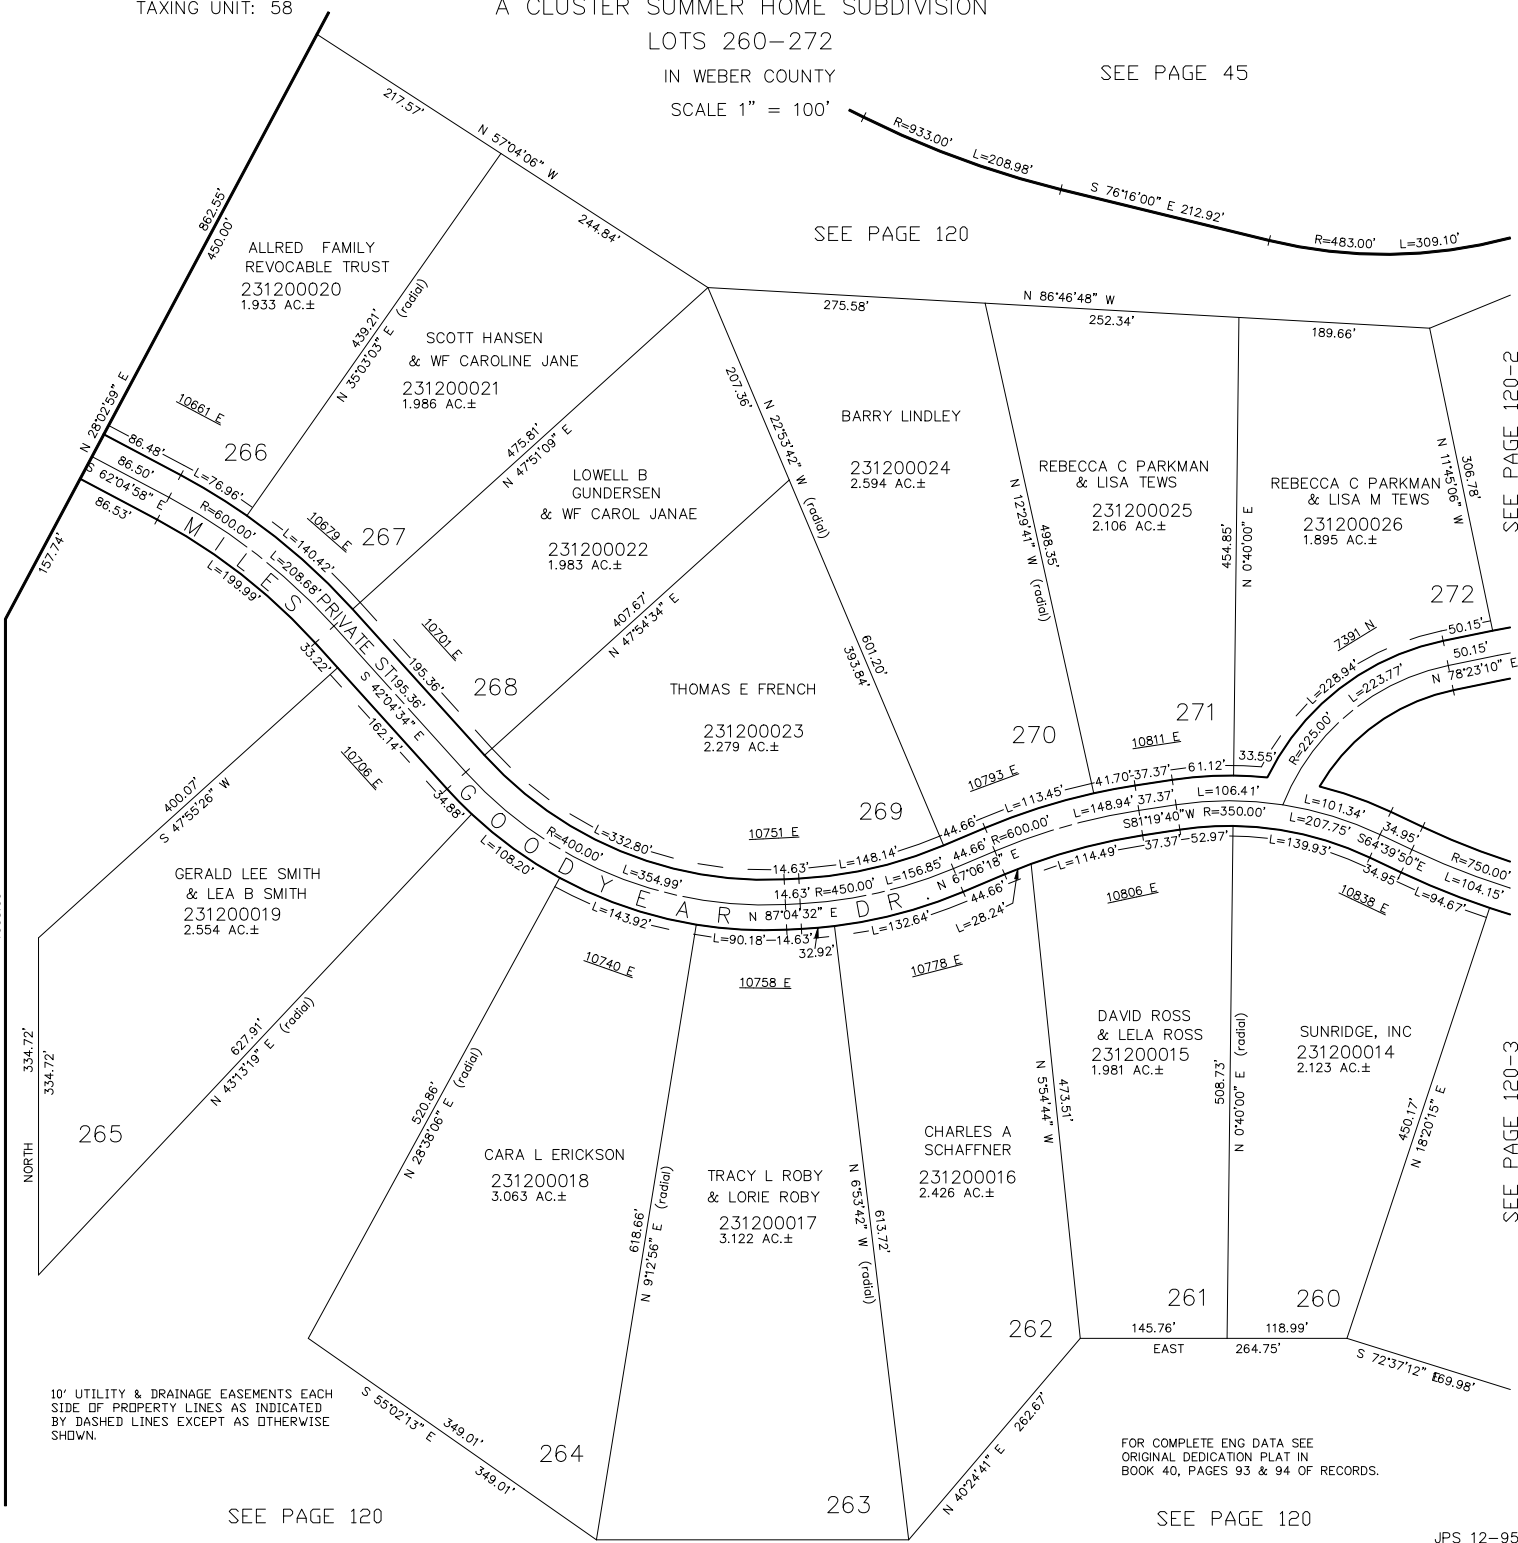 TAXING UNIT: 58
A CLUSTER SUMMER HOME SUBDIVISION
LOTS 260-272
IN WEBER COUNTY
SCALE 1" = 100'
SEE PAGE 45
R=933.00'
L=208.98'
S 76°16'00" E 212.92'
R=483.00'
L=309.10'
SEE PAGE 120
217.57'
N 57°04'06" W
244.84'
862.55'
450.00'
N 28°02'59" E
157.74'
ALLRED FAMILY
REVOCABLE TRUST
231200020
1.933 AC.±
10661 E
266
439.21'
N 35°03'03" E (radial)
SCOTT HANSEN
& WF CAROLINE JANE
231200021
1.986 AC.±
10679 E
267
475.81'
N 47°51'09" E
LOWELL B
GUNDERSEN
& WF CAROL JANAE
231200022
1.983 AC.±
10701 E
268
407.67'
N 47°54'34" E
207.36'
N 22°53'42" W (radial)
601.20'
393.84'
THOMAS E FRENCH
231200023
2.279 AC.±
10751 E
269
275.58'
N 86°46'48" W
252.34'
189.66'
BARRY LINDLEY
231200024
2.594 AC.±
10793 E
270
498.35'
N 12°29'41" W (radial)
REBECCA C PARKMAN
& LISA TEWS
231200025
2.106 AC.±
10811 E
271
454.85'
N 0°40'00" E
REBECCA C PARKMAN
& LISA M TEWS
231200026
1.895 AC.±
7391 N
272
306.78'
N 11°45'06" W
SEE PAGE 120-2
86.48'
L=76.96'
L=140.42'
195.36'
L=332.80'
14.63'
L=148.14'
44.66'
L=113.45'
41.70'
37.37'
61.12'
33.55'
L=228.94'
50.15'
86.50'
S 62°04'58" E
R=600.00'
L=208.68'
195.36'
S 42°04'34" E
R=400.00'
L=354.99'
14.63'
N 87°04'32" E
R=450.00'
L=156.85'
44.66'
N 67°06'18" E
R=600.00'
L=148.94'
37.37'
S81°19'40"W
L=106.41'
R=350.00'
L=207.75
S64°39'50"E
34.95'
R=750.00'
L=104.15'
R=225.00'
L=223.77'
50.15'
N 78°23'10" E
L=101.34'
MILES GOODYEAR DR.
PRIVATE ST
86.53'
L=199.99'
33.22'
162.14'
34.88'
L=108.20'
L=143.92'
L=90.18'
14.63'
32.92'
L=132.64'
44.66'
L=28.24'
L=114.49'
37.37'
52.97'
L=139.93'
34.95'
L=94.67'
400.07'
S 47°55'26" W
10706 E
GERALD LEE SMITH
& LEA B SMITH
231200019
2.554 AC.±
NORTH 334.72'
334.72'
265
627.91'
N 43°13'19" E (radial)
10740 E
520.86'
N 28°38'06" E (radial)
CARA L ERICKSON
231200018
3.063 AC.±
S 55°02'13" E
349.01'
349.01'
264
10758 E
618.66'
N 9°12'56" E (radial)
TRACY L ROBY
& LORIE ROBY
231200017
3.122 AC.±
263
10778 E
N 6°53'42" W (radial)
613.72'
CHARLES A
SCHAFFNER
231200016
2.426 AC.±
262
N 40°24'41" E 262.67'
10806 E
N 5°54'44" W
473.51'
DAVID ROSS
& LELA ROSS
231200015
1.981 AC.±
261
145.76'
508.73'
N 0°40'00" E (radial)
10838 E
SUNRIDGE, INC
231200014
2.123 AC.±
260
118.99'
EAST
264.75'
450.17'
N 18°20'15" E
S 72°37'12" E
169.98'
SEE PAGE 120-3
10' UTILITY & DRAINAGE EASEMENTS EACH
SIDE OF PROPERTY LINES AS INDICATED
BY DASHED LINES EXCEPT AS OTHERWISE
SHOWN.
FOR COMPLETE ENG DATA SEE
ORIGINAL DEDICATION PLAT IN
BOOK 40, PAGES 93 & 94 OF RECORDS.
SEE PAGE 120
SEE PAGE 120
JPS 12-95